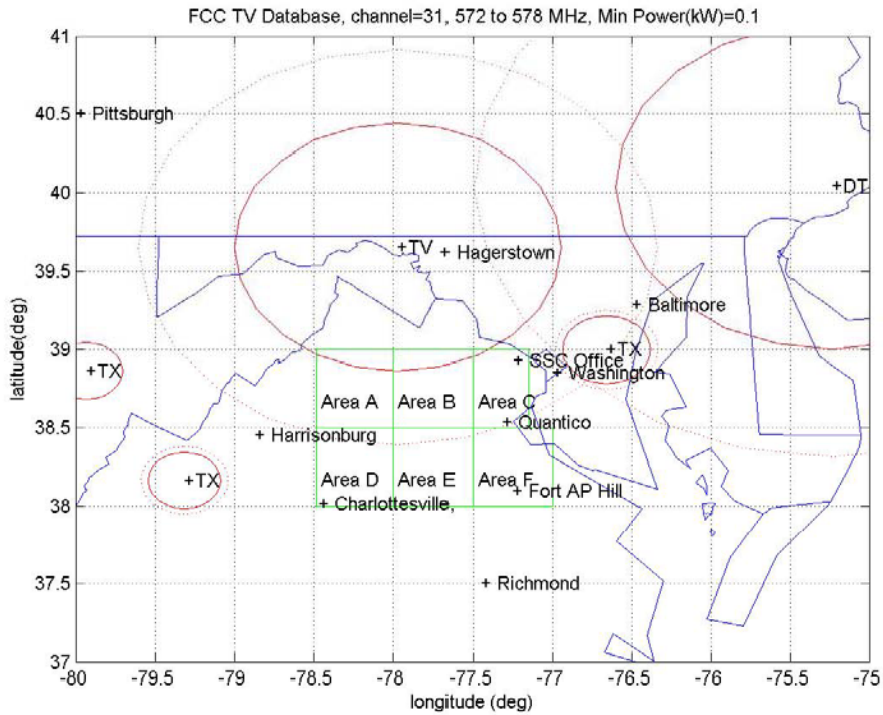 FCC TV Database, channel=31, 572 to 578 MHz, Min Power(kW)=0.1
41
40.5
40
39.5
39
38.5
38
37.5
37
latitude(deg)
Pittsburgh
DT
TV
Hagerstown
Baltimore
TX
SSC Office
TX
Washington
Area A
Area B
Area C
Quantico
Harrisonburg
TX
Area D
Area E
Area F
Fort AP Hill
Charlottesville,
Richmond
-80
-79.5
-79
-78.5
-78
-77.5
-77
-76.5
-76
-75.5
-75
longitude (deg)